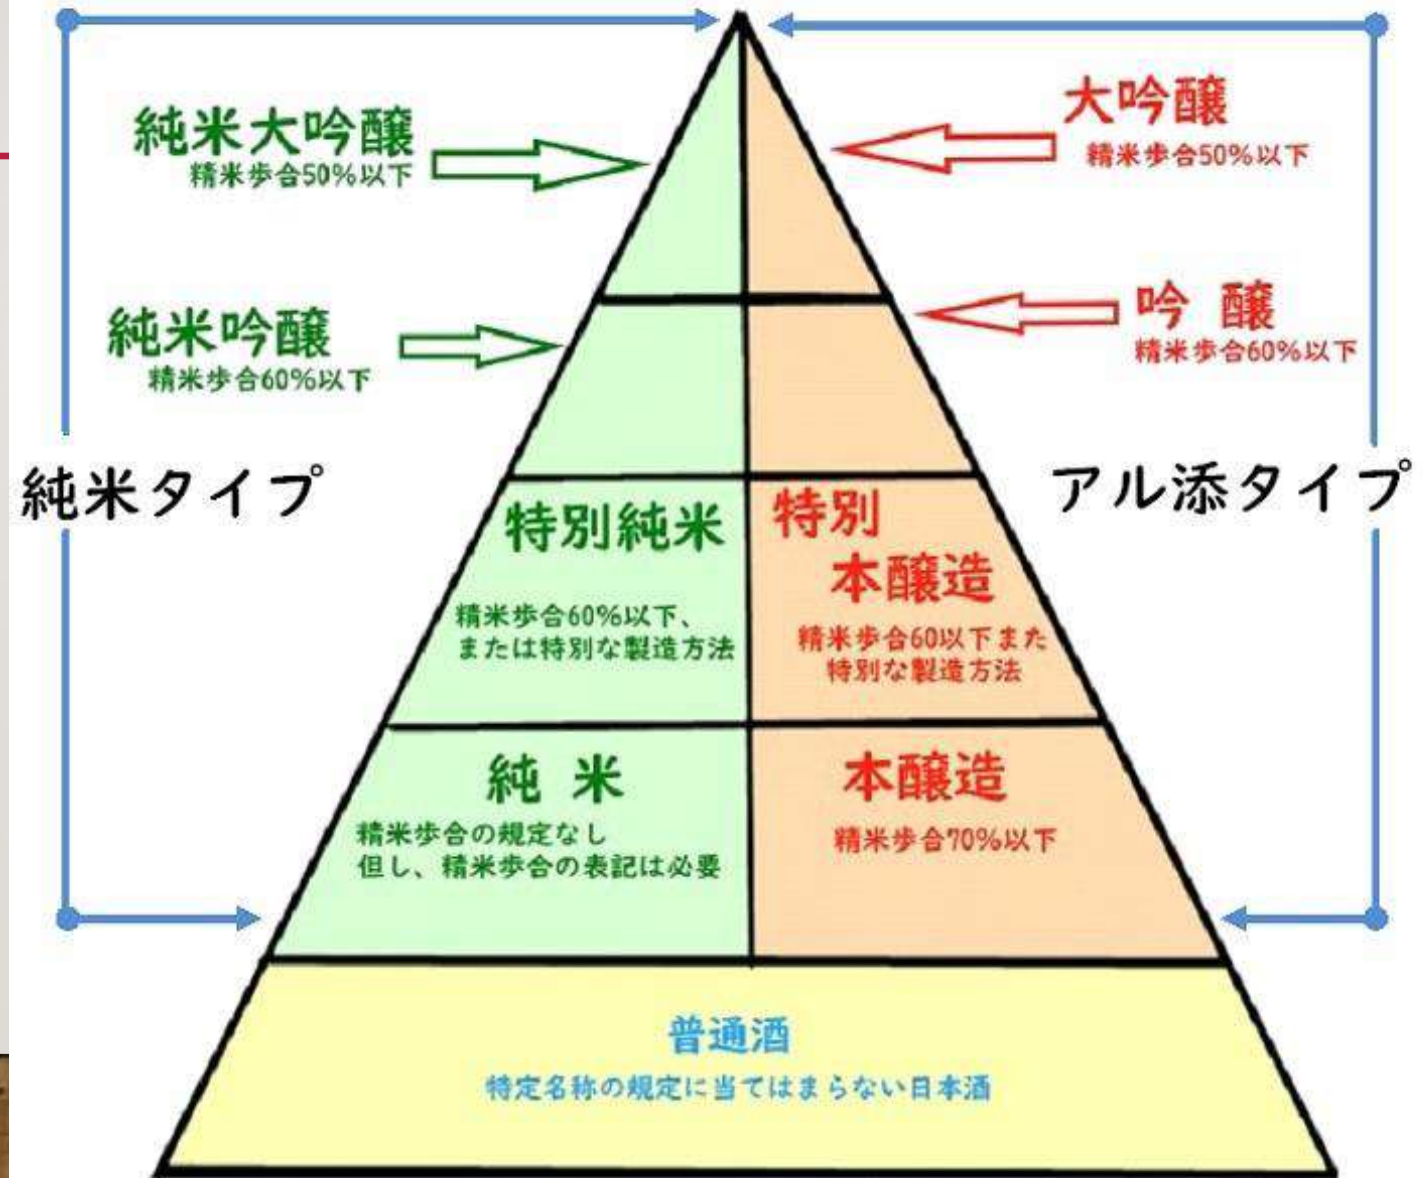 純米大吟醸
精米歩合50%以下
大吟醸
精米歩合50%以下
純米吟醸
精米歩合60%以下
吟 醸
精米歩合60%以下
純米タイプ
アル添タイプ
特別純米
精米歩合60%以下、
または特別な製造方法
特別
本醸造
精米歩合60以下また
特別な製造方法
純 米
精米歩合の規定なし
但し、精米歩合の表記は必要
本醸造
精米歩合70%以下
普通酒
特定名称の規定に当てはまらない日本酒